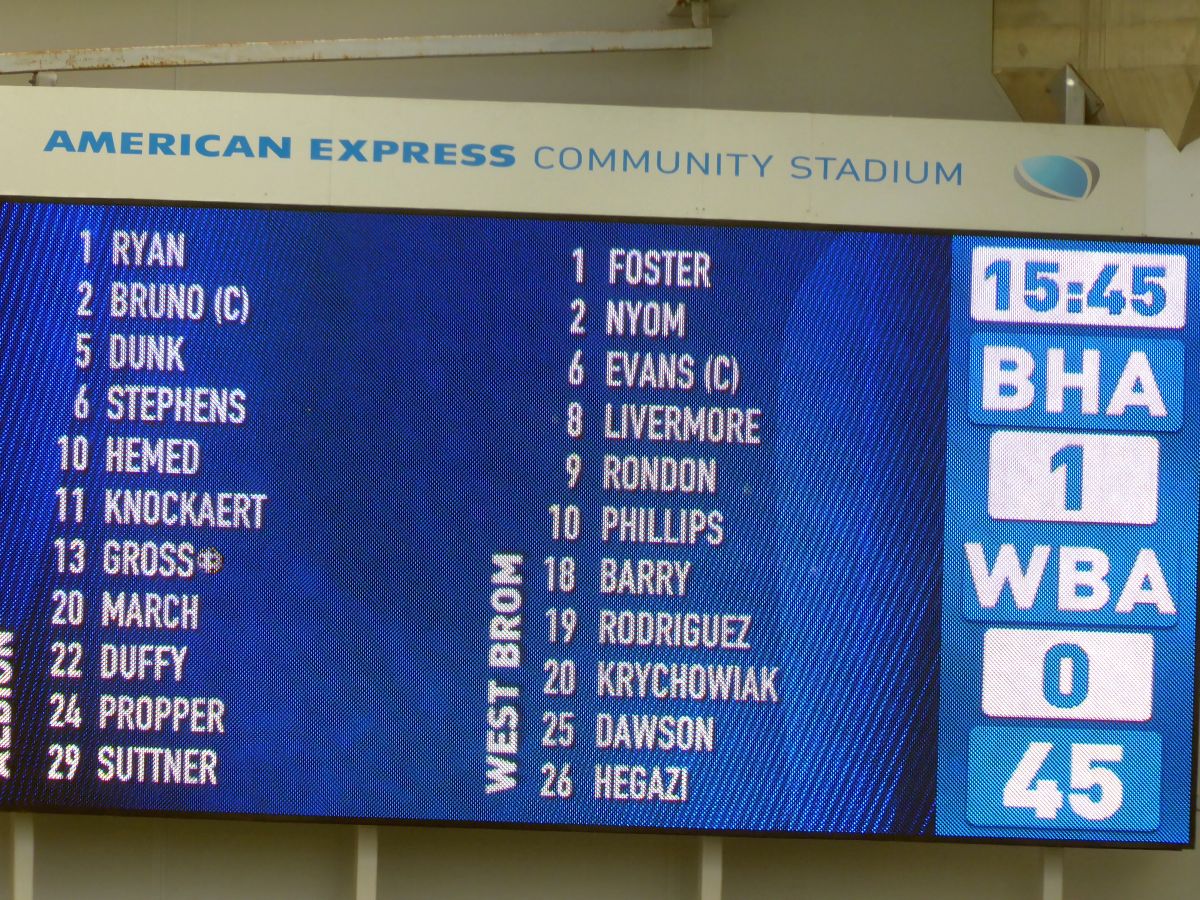 AMERICAN EXPRESS COMMUNITY STADIUM
1 RYAN
2 BRUNO (C)
5 DUNK
6 STEPHENS
10 HEMED
11 KNOCKAERT
13 GROSS
20 MARCH
22 DUFFY
24 PROPPER
29 SUTTNER
ALBION
WEST BROM
1 FOSTER
2 NYOM
6 EVANS (C)
8 LIVERMORE
9 RONDON
10 PHILLIPS
18 BARRY
19 RODRIGUEZ
20 KRYCHOWIAK
25 DAWSON
26 HEGAZI
15:45
BHA
1
WBA
0
45